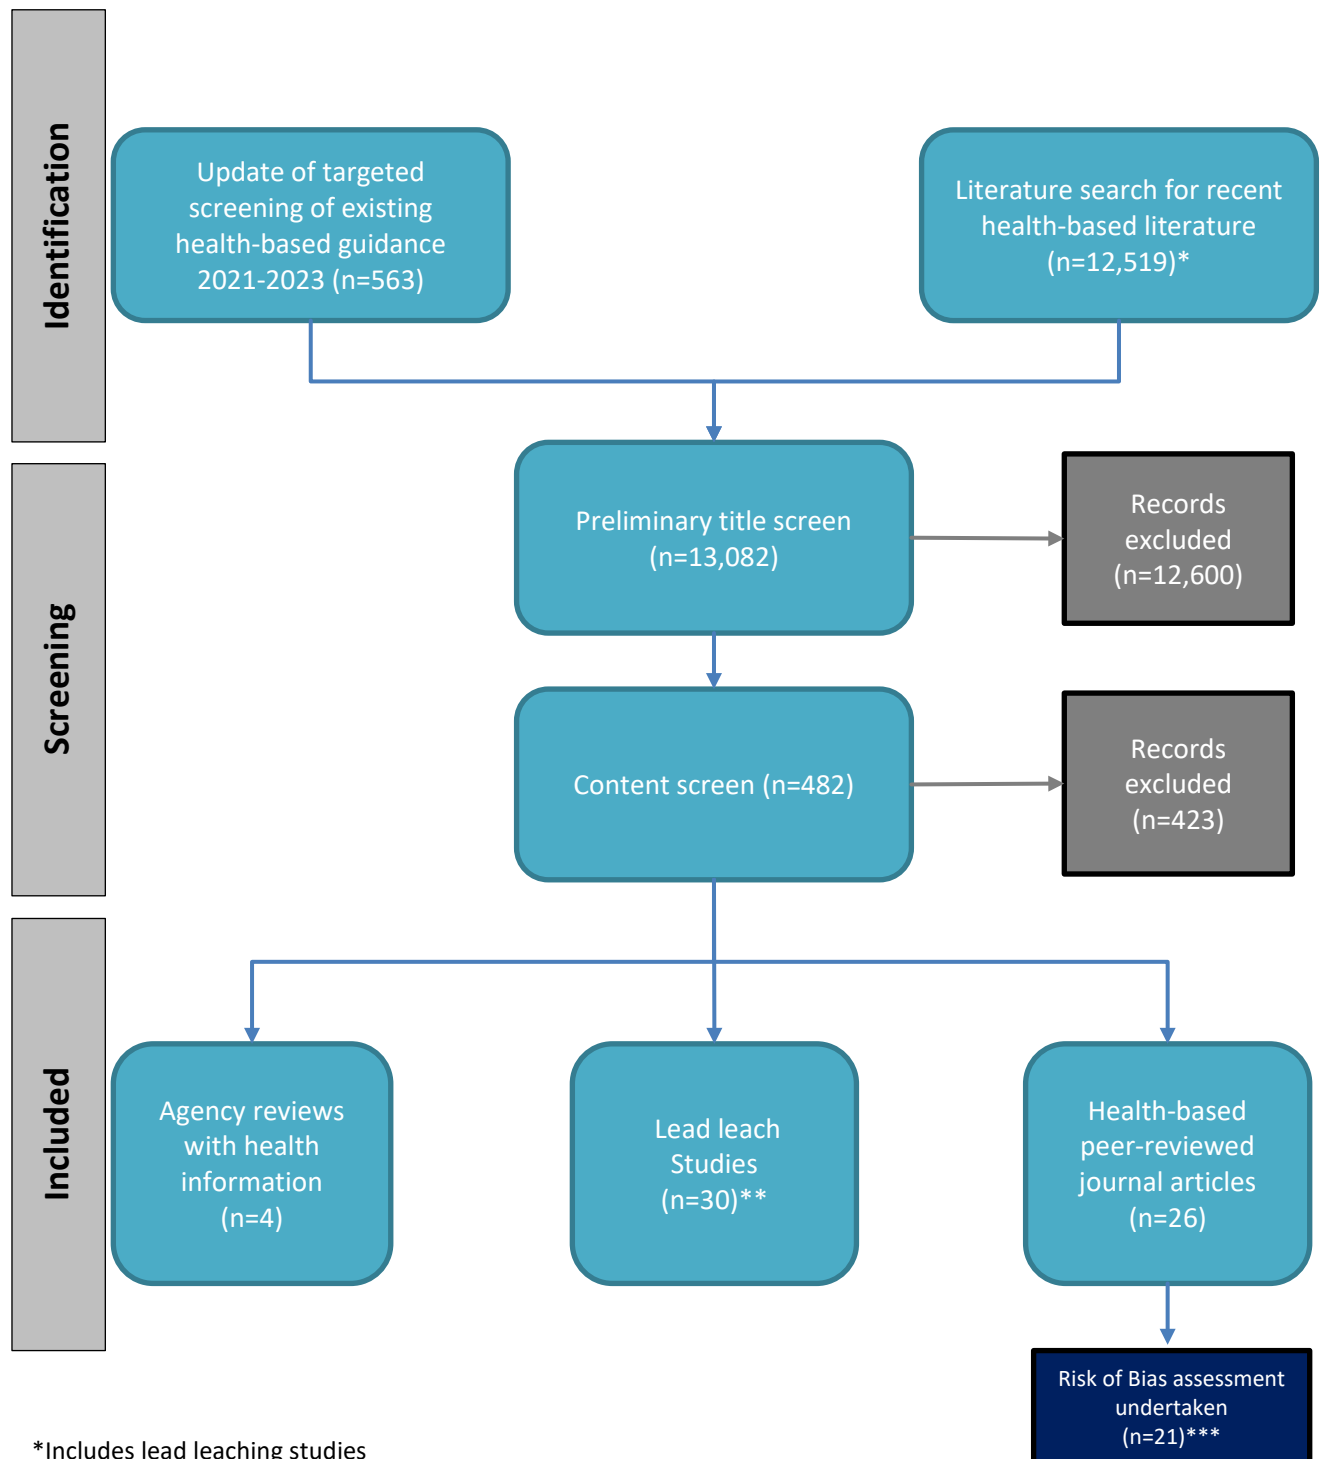 Identification
Update of targeted
screening of existing
health-based guidance
2021-2023 (n=563)
Literature search for recent
health-based literature
(n=12,519)*
Screening
Preliminary title screen
(n=13,082)
Records
excluded
(n=12,600)
Content screen (n=482)
Records
excluded
(n=423)
Included
Agency reviews
with health
information
(n=4)
Lead leach
Studies
(n=30)**
Health-based
peer-reviewed
journal articles
(n=26)
Risk of Bias assessment
undertaken
(n=21)***
*Includes lead leaching studies